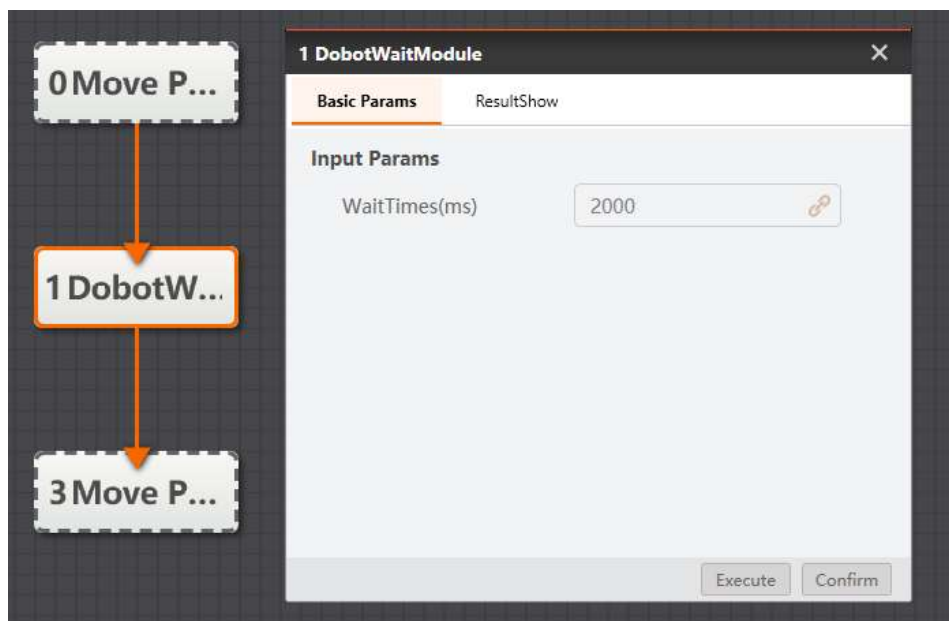 0 Move P...
1 DobotW...
3 Move P...
1 DobotWaitModule
Basic Params ResultShow
Input Params
WaitTimes(ms) 2000
Execute Confirm